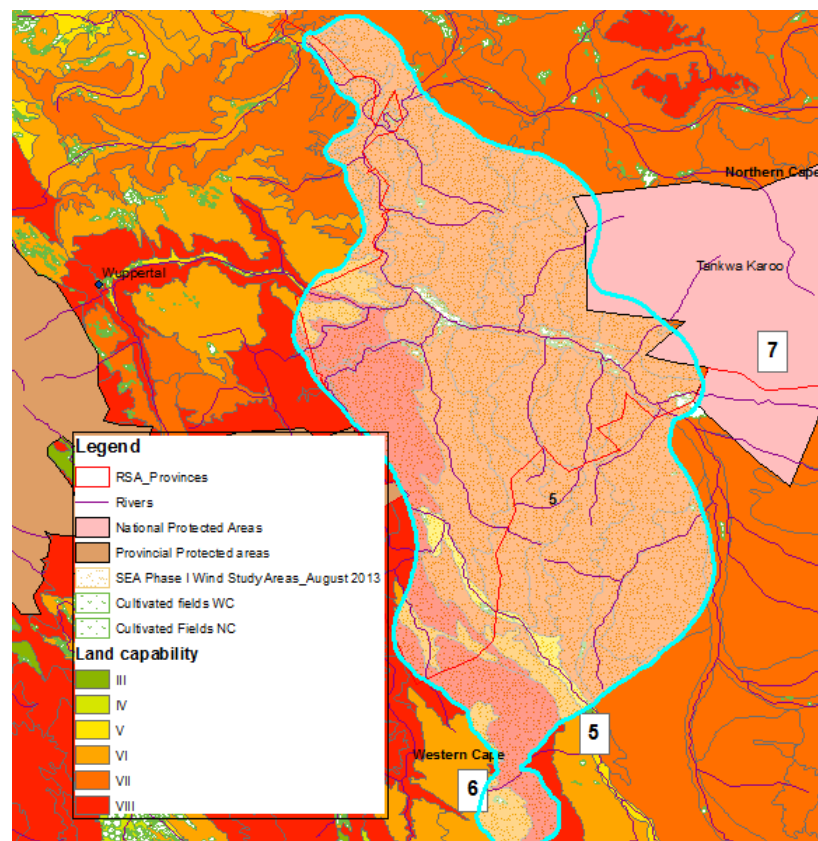 Northern Cape
Tankwa Karoo
Wuppertal
7
Legend
RSA_Provinces
Rivers
National Protected Areas
Provincial Protected areas
SEA Phase I Wind Study Areas_August 2013
Cultivated fields WC
Cultivated Fields NC
Land capability
III
IV
V
VI
VII
VIII
5
5
Western Cape
6